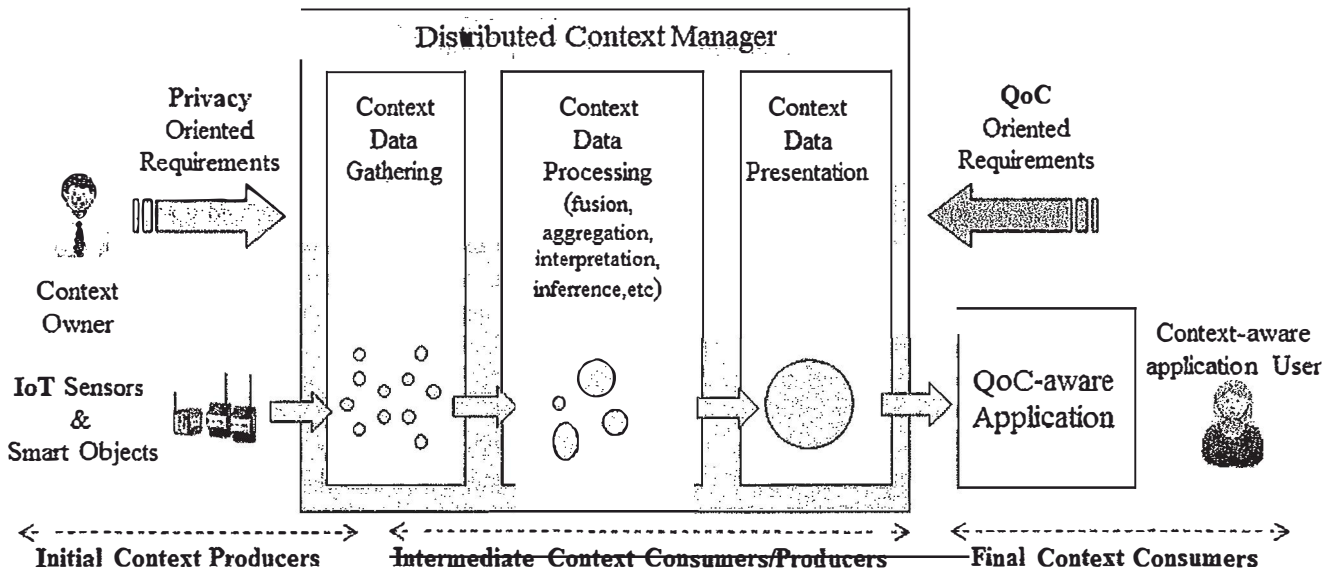 Distributed Context Manager
Privacy
Oriented
Requirements
Context
Owner
IoT Sensors
&
Smart Objects
Context
Data
Gathering
Context
Data
Processing
(fusion,
aggregation,
interpretation,
inferrence,etc)
Context
Data
Presentation
QoC
Oriented
Requirements
QoC-aware
Application
Context-aware
application User
Initial Context Producers
Intermediate Context Consumers/Producers
Final Context Consumers